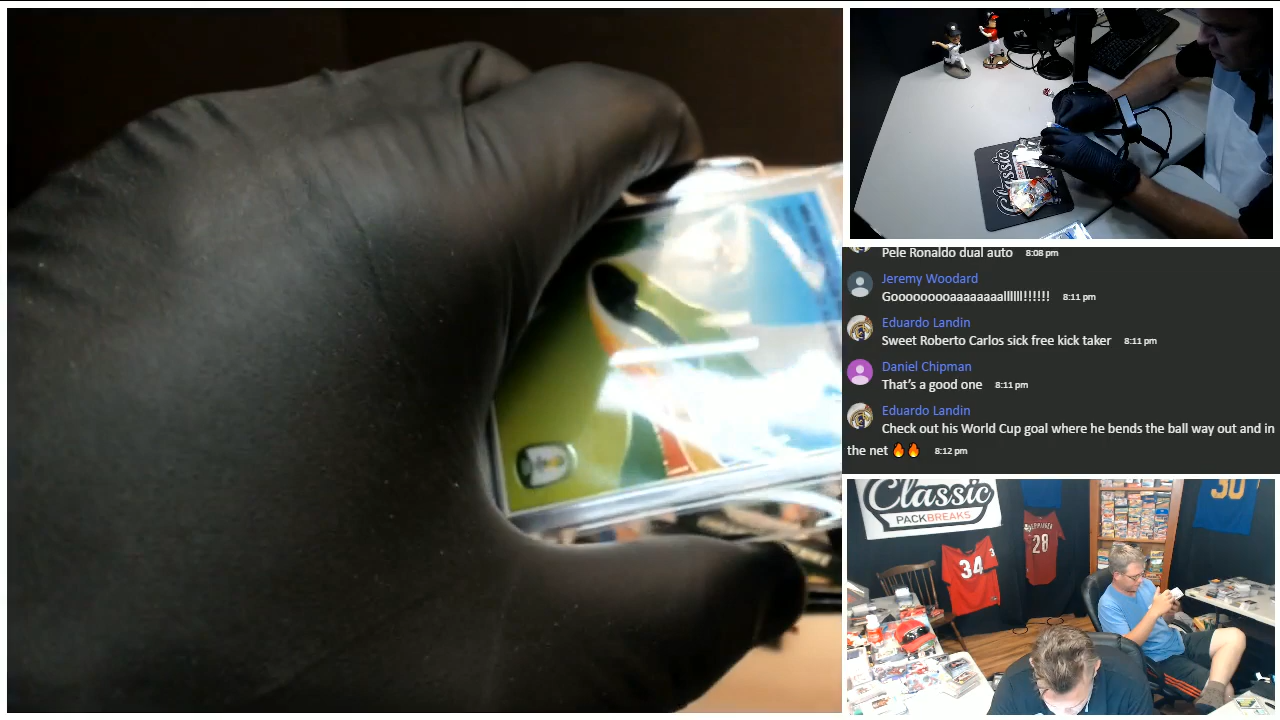 Pele Ronaldo dual auto 8:08 pm
Jeremy Woodard
Gooooooooaaaaaaaallllll!!!!!! 8:11 pm
Eduardo Landin
Sweet Roberto Carlos sick free kick taker 8:11 pm
Daniel Chipman
That's a good one 8:11 pm
Eduardo Landin
Check out his World Cup goal where he bends the ball way out and in
the net 🔥🔥 8:12 pm
Classic
PACKBREAKS
30
28
34
Classic